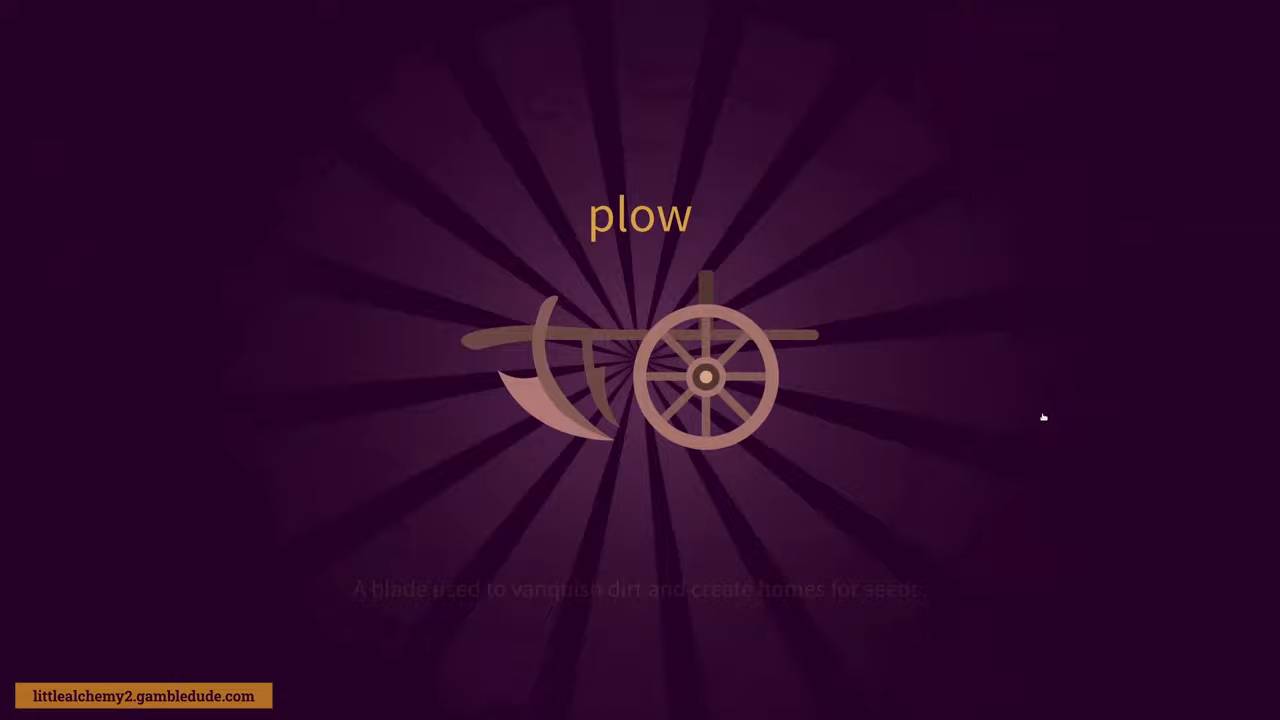 plow
A blade used to vanquish dirt and create homes for seeds.
littlealchemy2.gambledude.com